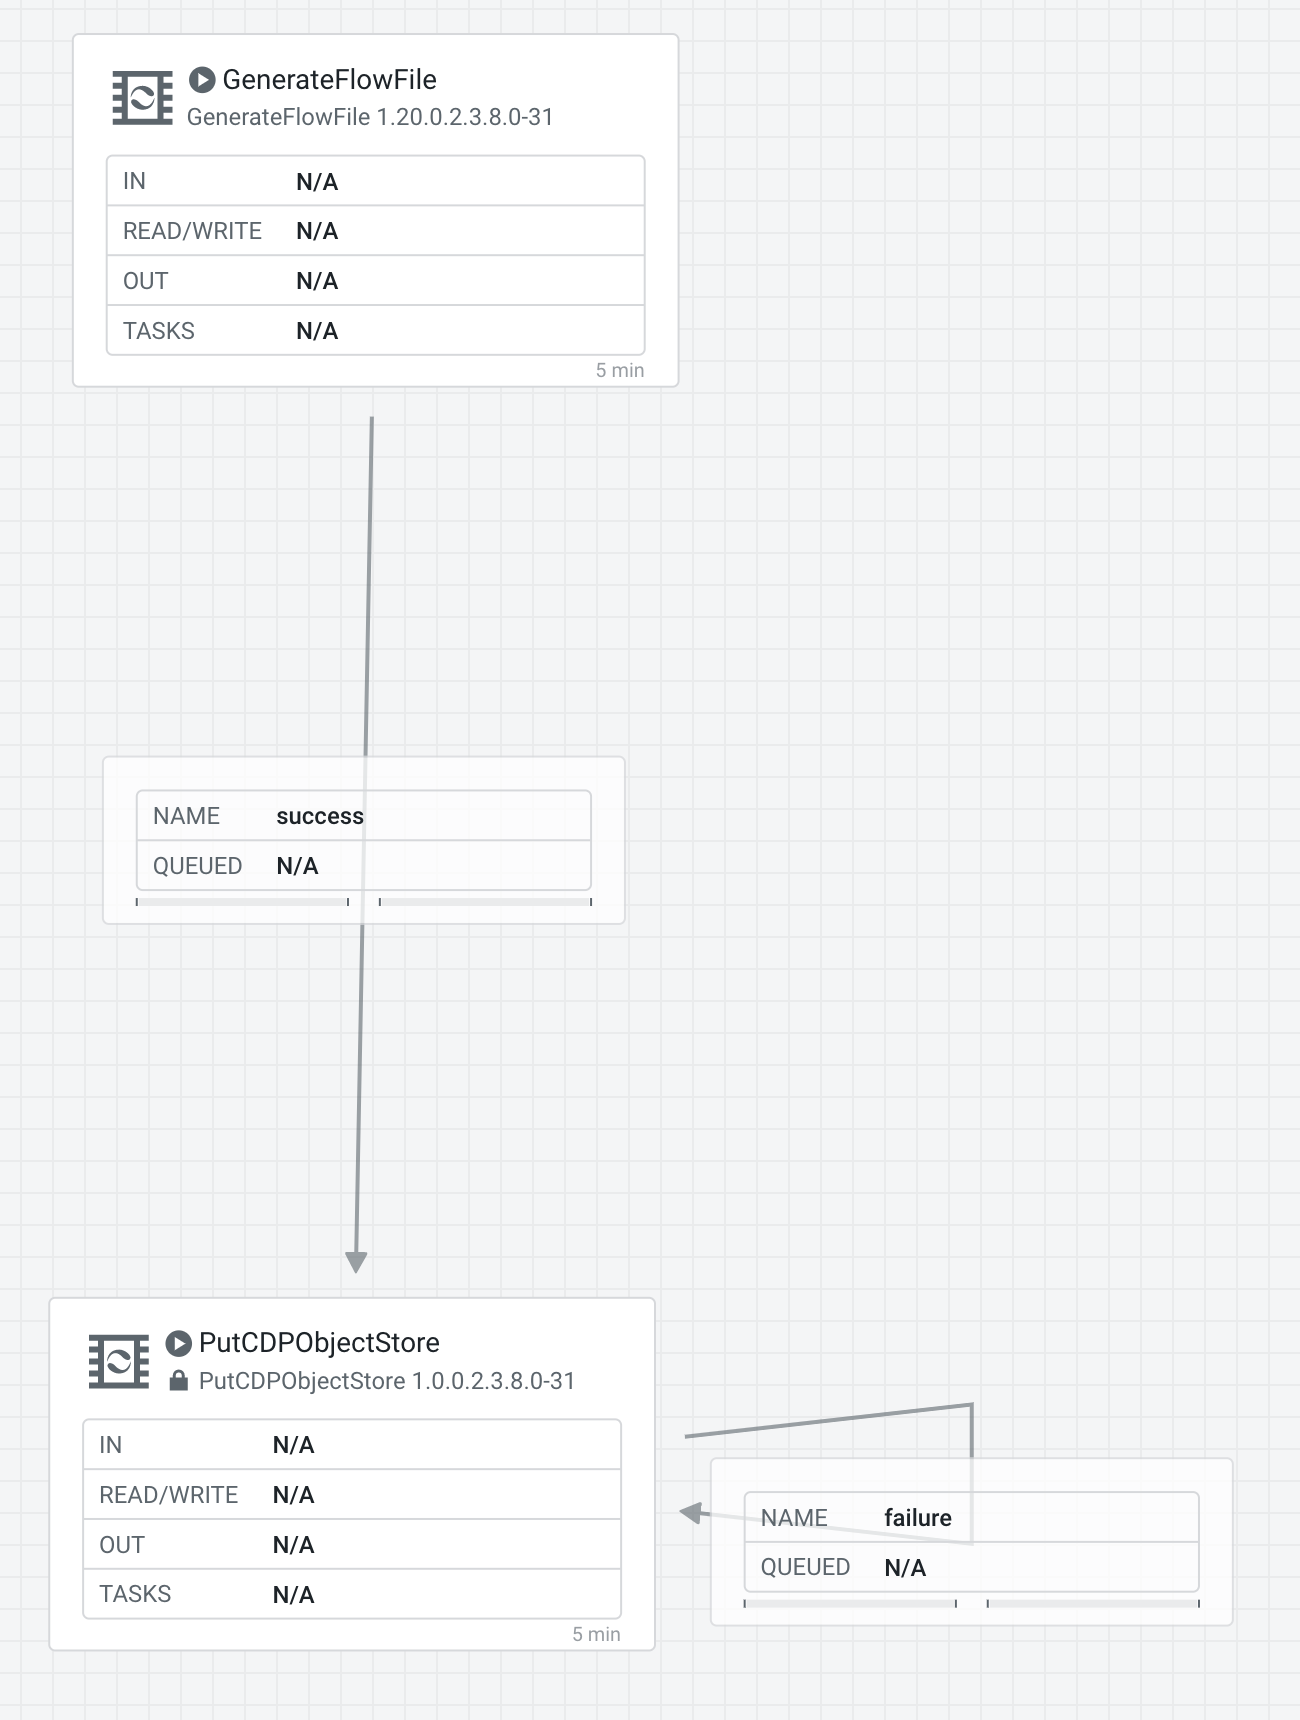 GenerateFlowFile
GenerateFlowFile 1.20.0.2.3.8.0-31
IN N/A
READ/WRITE N/A
OUT N/A
TASKS N/A
5 min
NAME success
QUEUED N/A
PutCDPObjectStore
PutCDPObjectStore 1.0.0.2.3.8.0-31
IN N/A
READ/WRITE N/A
OUT N/A
TASKS N/A
5 min
NAME failure
QUEUED N/A